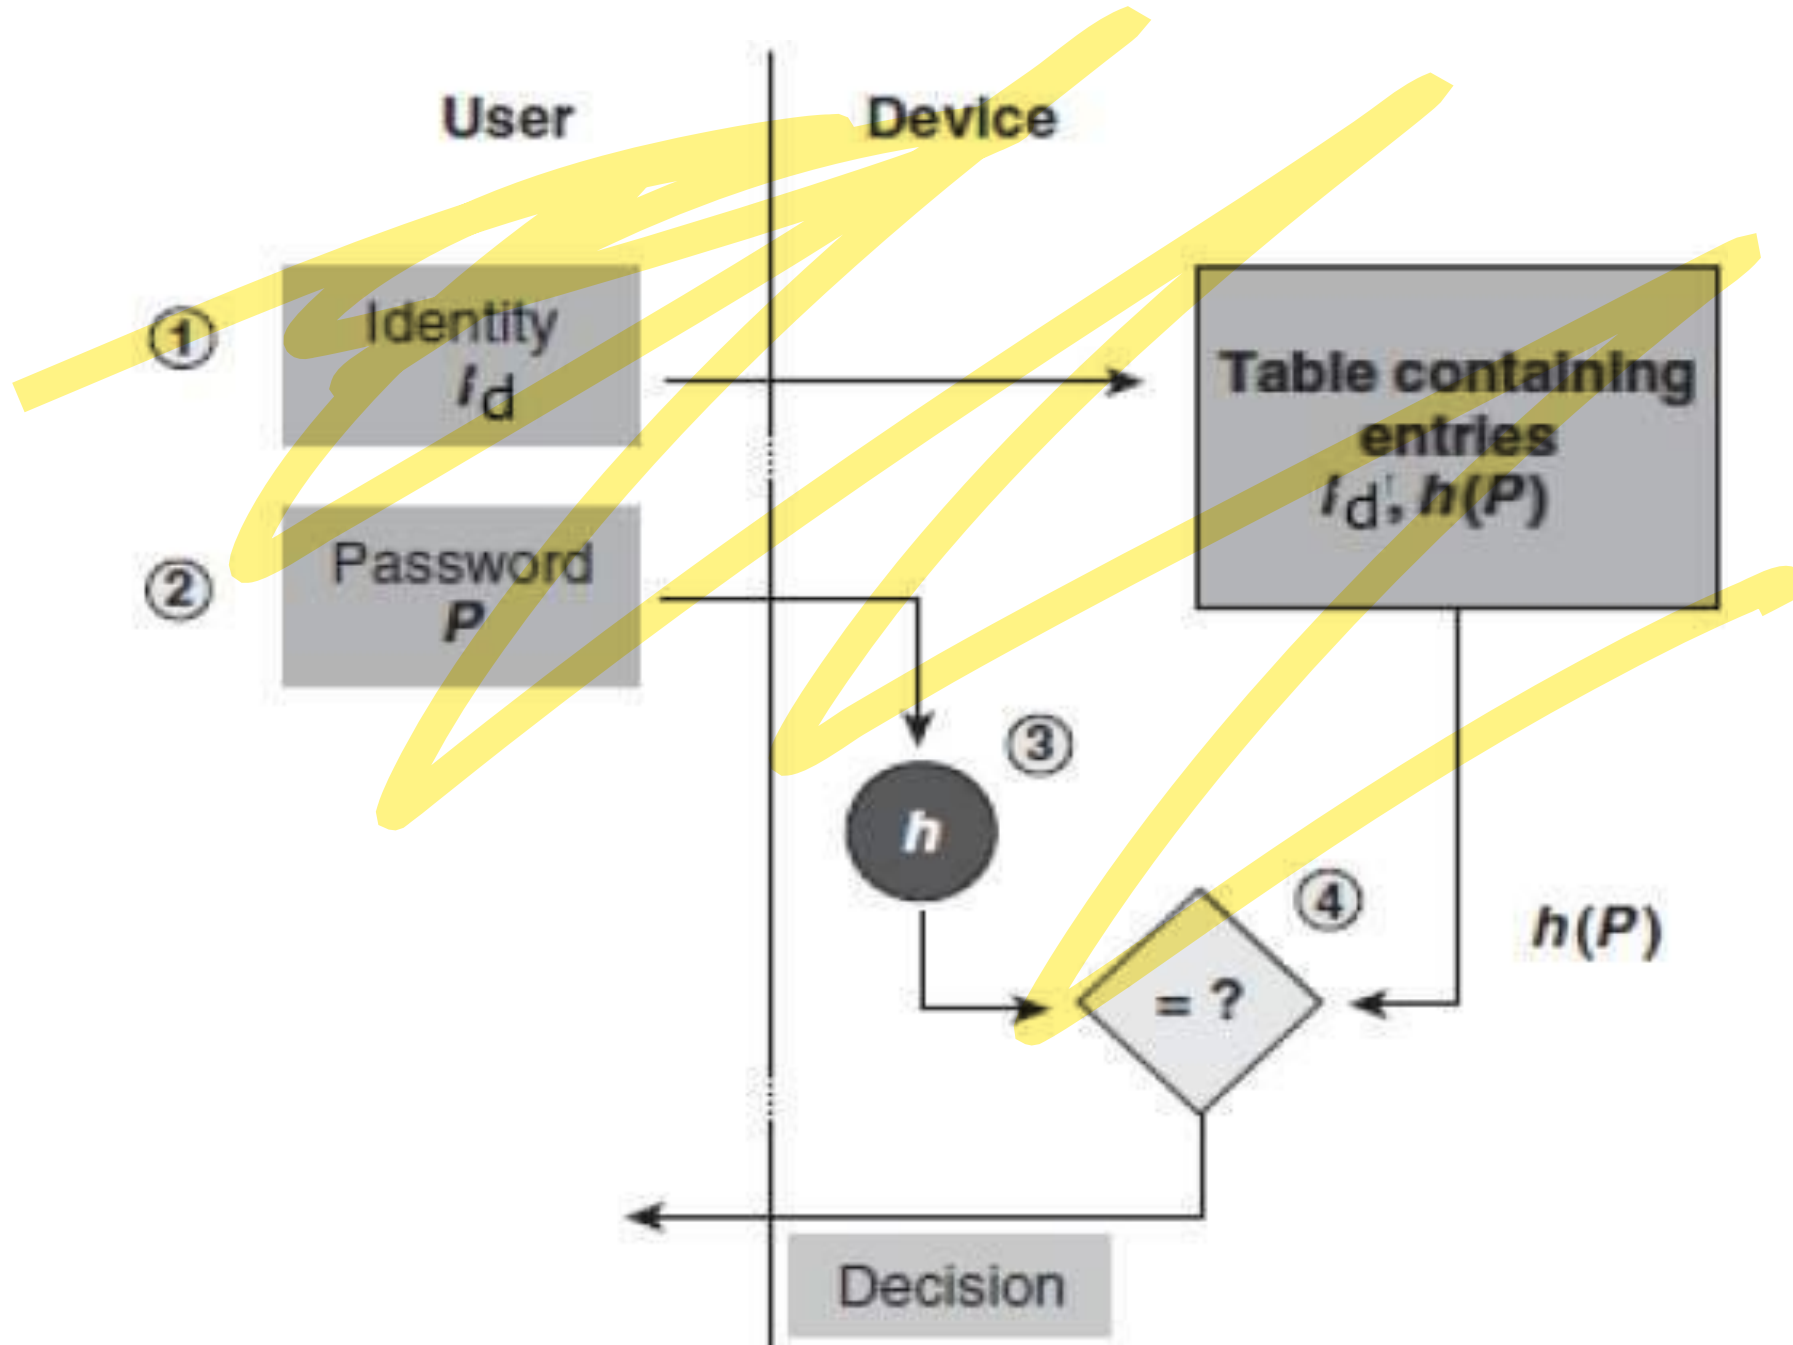 User
Device
1
Identity
id
Table containing
entries
id', h(P)
2
Password
P
3
h
4
= ?
h(P)
Decision